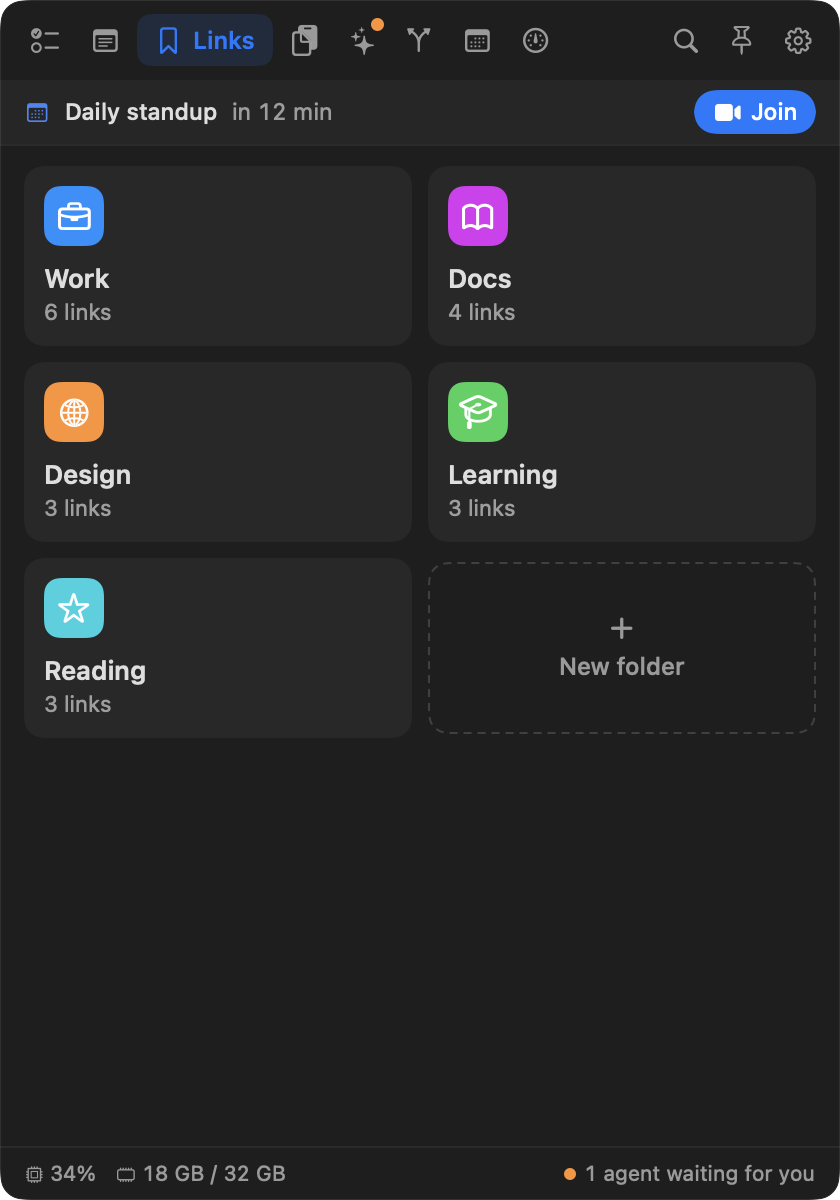 Links
Daily standup in 12 min
Join
Work
6 links
Docs
4 links
Design
3 links
Learning
3 links
Reading
3 links
New folder
34% 18 GB / 32 GB
1 agent waiting for you